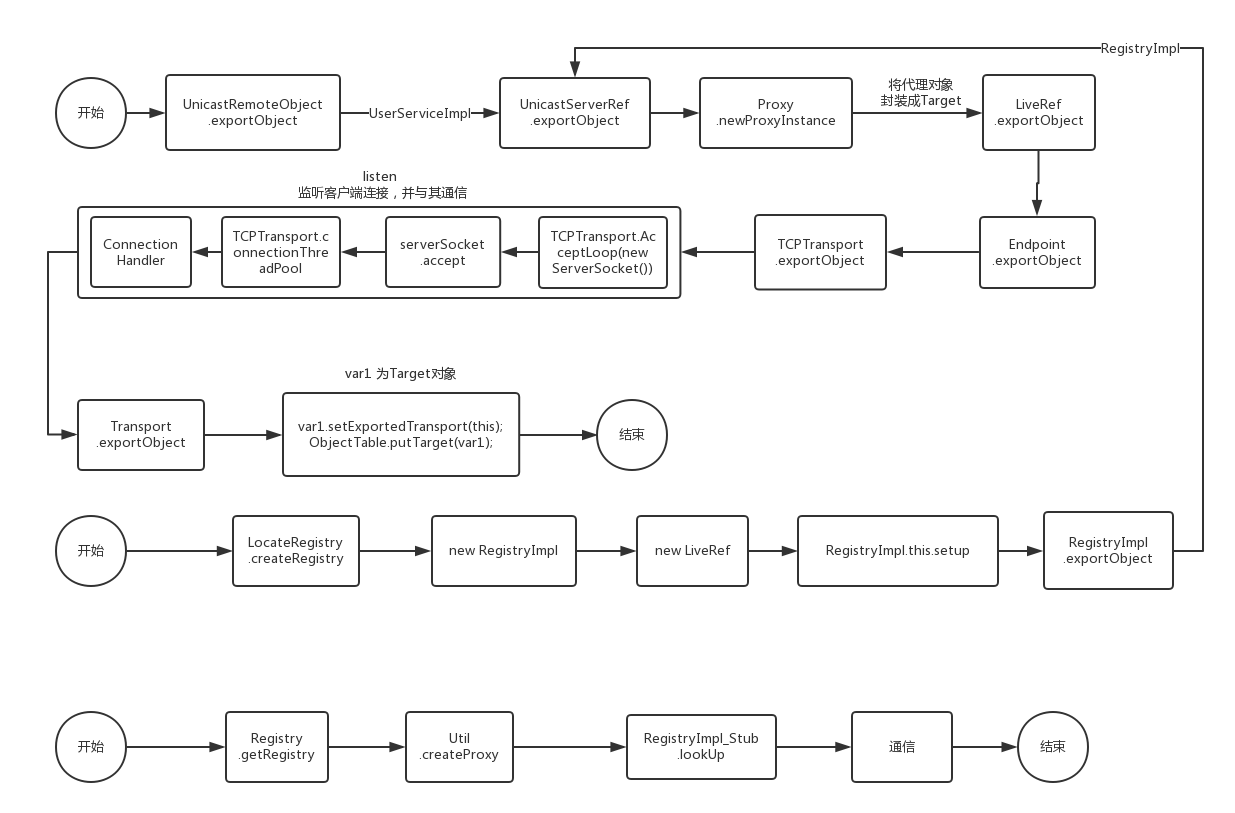 RegistryImpl
开始
UnicastRemoteObject
.exportObject
UserServiceImpl
UnicastServerRef
.exportObject
Proxy
.newProxyInstance
将代理对象
封装成Target
LiveRef
.exportObject
listen
监听客户端连接，并与其通信
Connection
Handler
TCPTransport.c
onnectionThre
adPool
serverSocket
.accept
TCPTransport.Ac
ceptLoop(new
ServerSocket())
TCPTransport
.exportObject
Endpoint
.exportObject
var1 为Target对象
Transport
.exportObject
var1.setExportedTransport(this);
ObjectTable.putTarget(var1);
结束
开始
LocateRegistry
.createRegistry
new RegistryImpl
new LiveRef
RegistryImpl.this.setup
RegistryImpl
.exportObject
开始
Registry
.getRegistry
Util
.createProxy
RegistryImpl_Stub
.lookUp
通信
结束